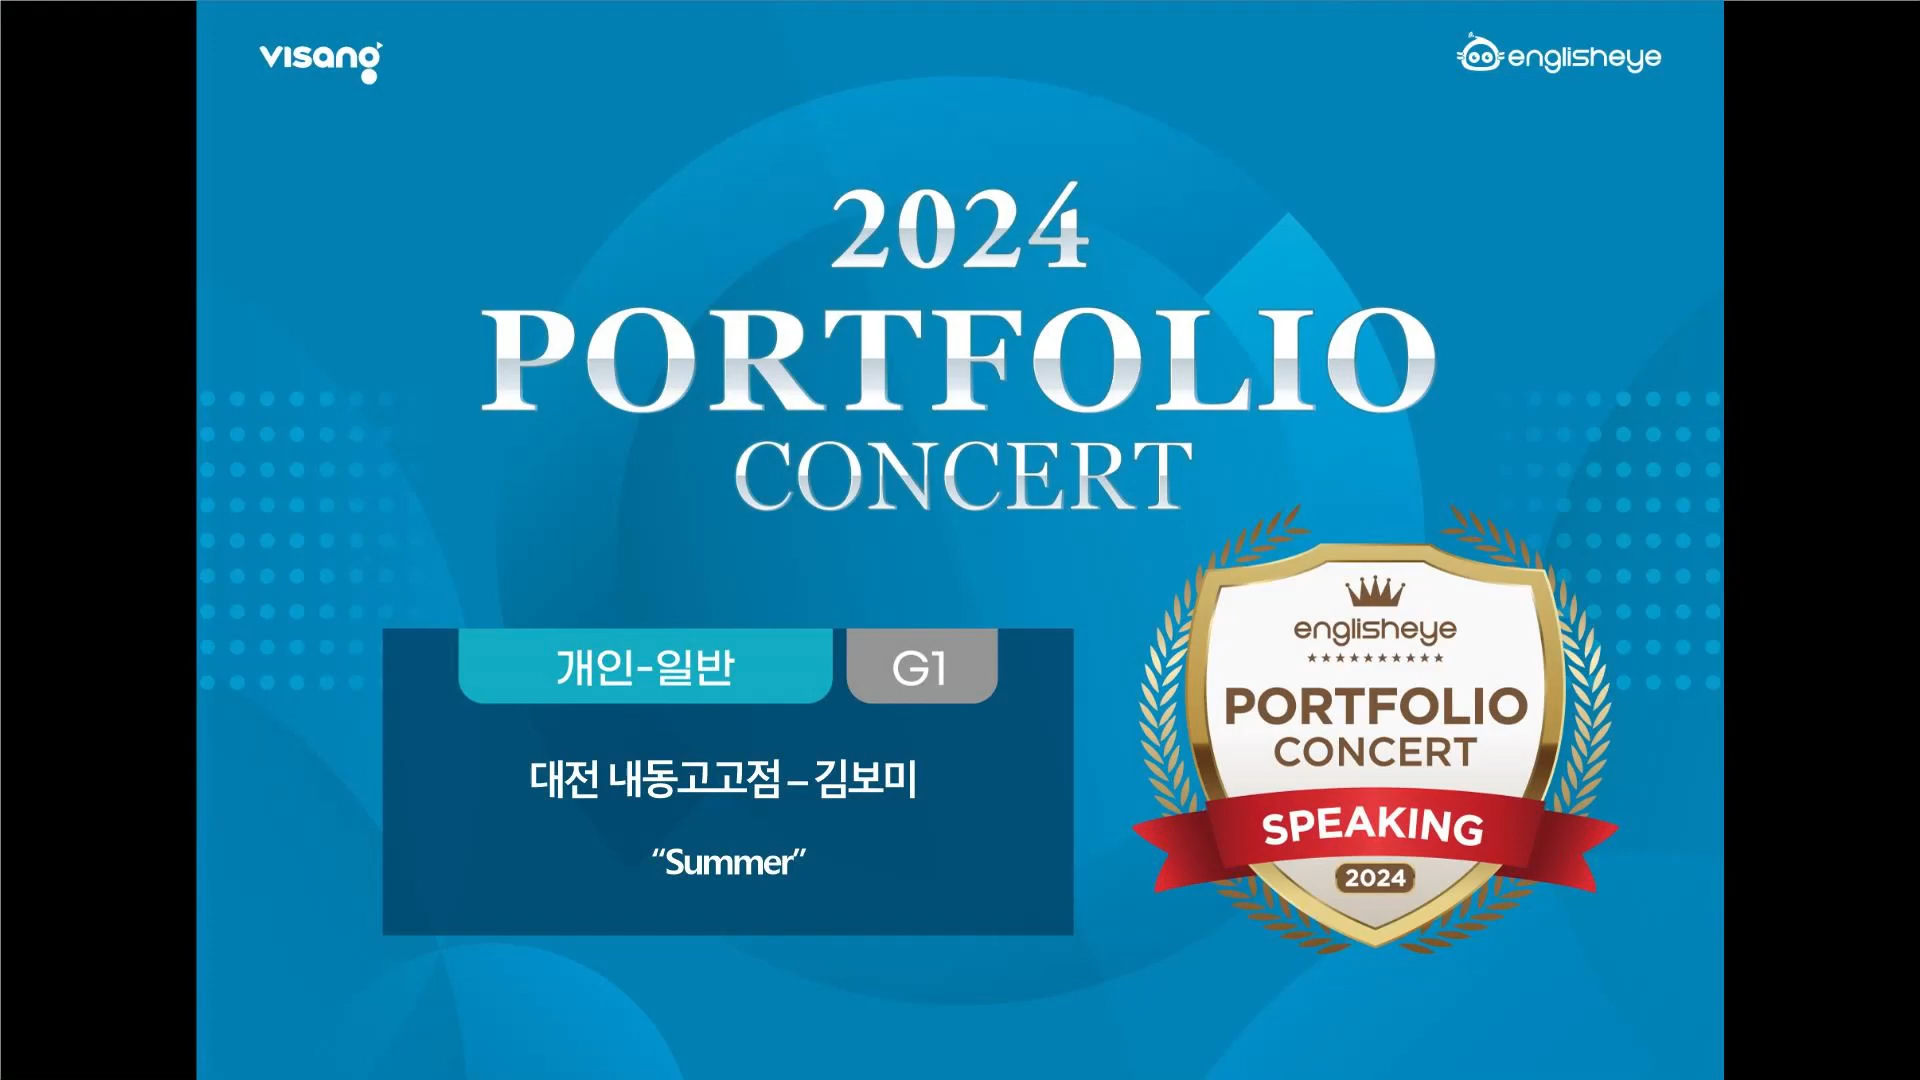 visang
englisheye
2024
PORTFOLIO
CONCERT
개인-일반
G1
대전 내동고고점 – 김보미
“Summer”
englisheye
PORTFOLIO
CONCERT
SPEAKING
2024